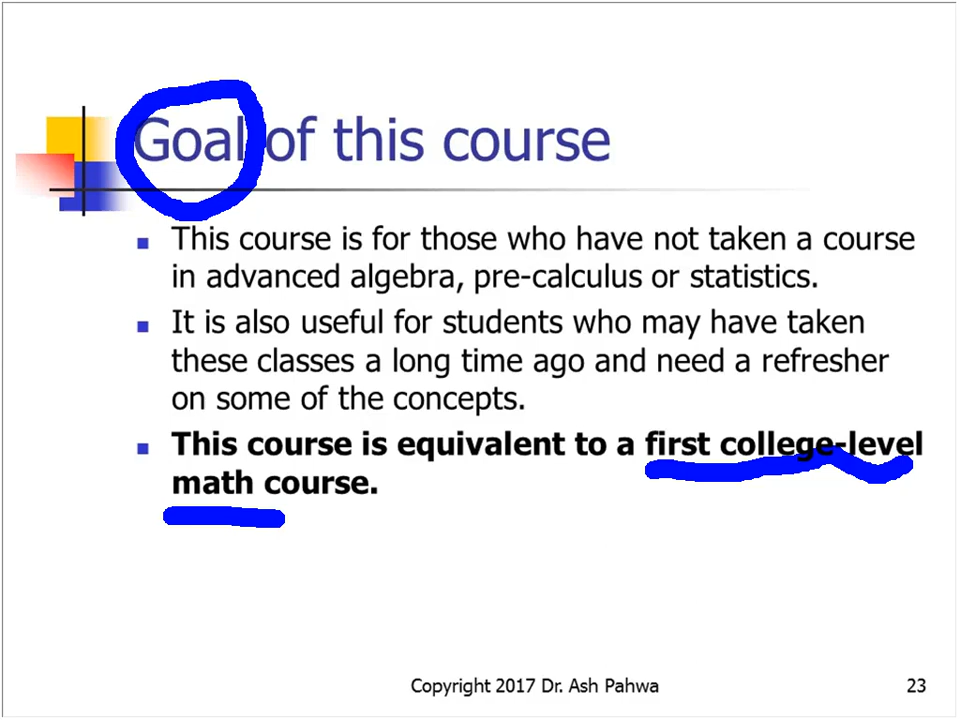 Goal of this course
This course is for those who have not taken a course
in advanced algebra, pre-calculus or statistics.
It is also useful for students who may have taken
these classes a long time ago and need a refresher
on some of the concepts.
This course is equivalent to a first college-level
math course.
Copyright 2017 Dr. Ash Pahwa
23